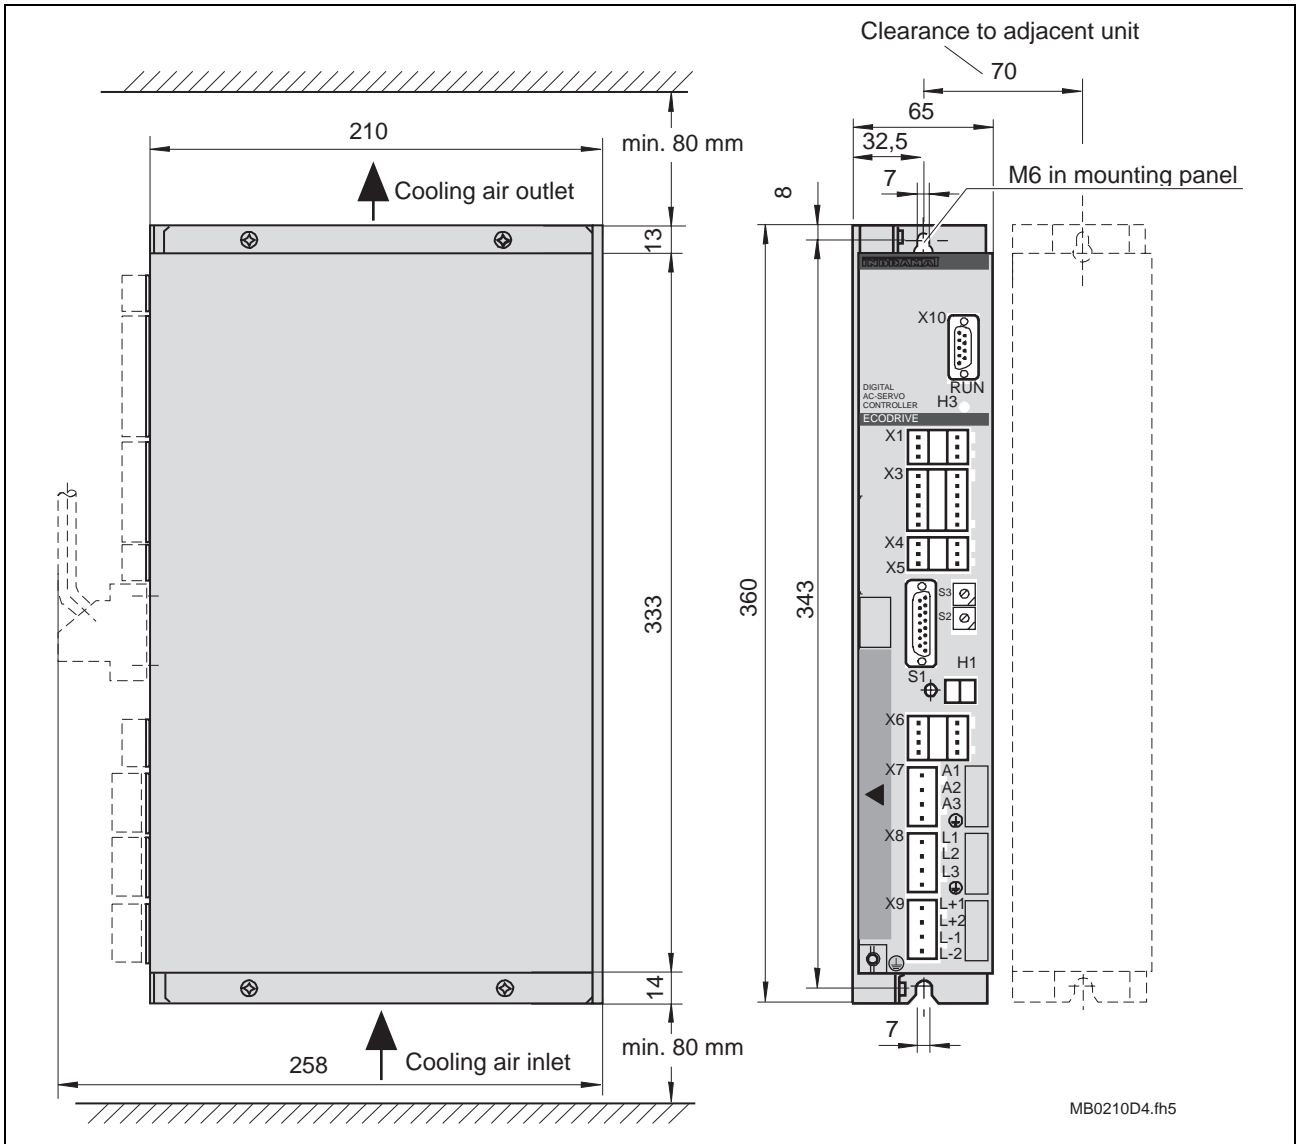 Clearance to adjacent unit
70
65
210
min. 80 mm
32,5
7
M6 in mounting panel
Cooling air outlet
8
13
INDRAMAT
X10
RUN
DIGITAL
AC-SERVO
CONTROLLER
H3
ECODRIVE
X1
X3
X4
X5
S3
S2
333
360
343
S1
H1
X6
X7
A1
A2
A3
X8
L1
L2
L3
X9
L+1
L+2
L-1
L-2
14
7
min. 80 mm
Cooling air inlet
258
MB0210D4.fh5